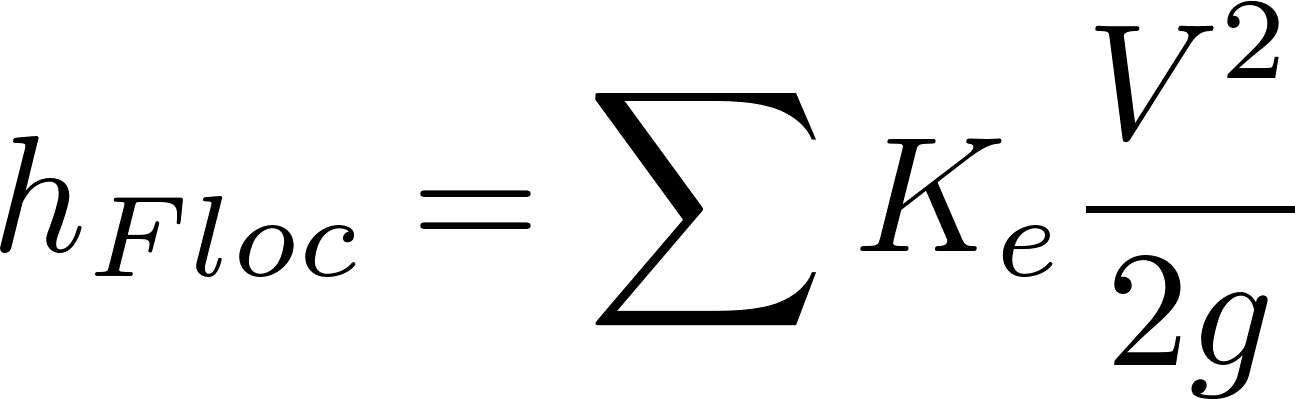 h_{Floc} = \sum K_e \frac{V^2}{2g}